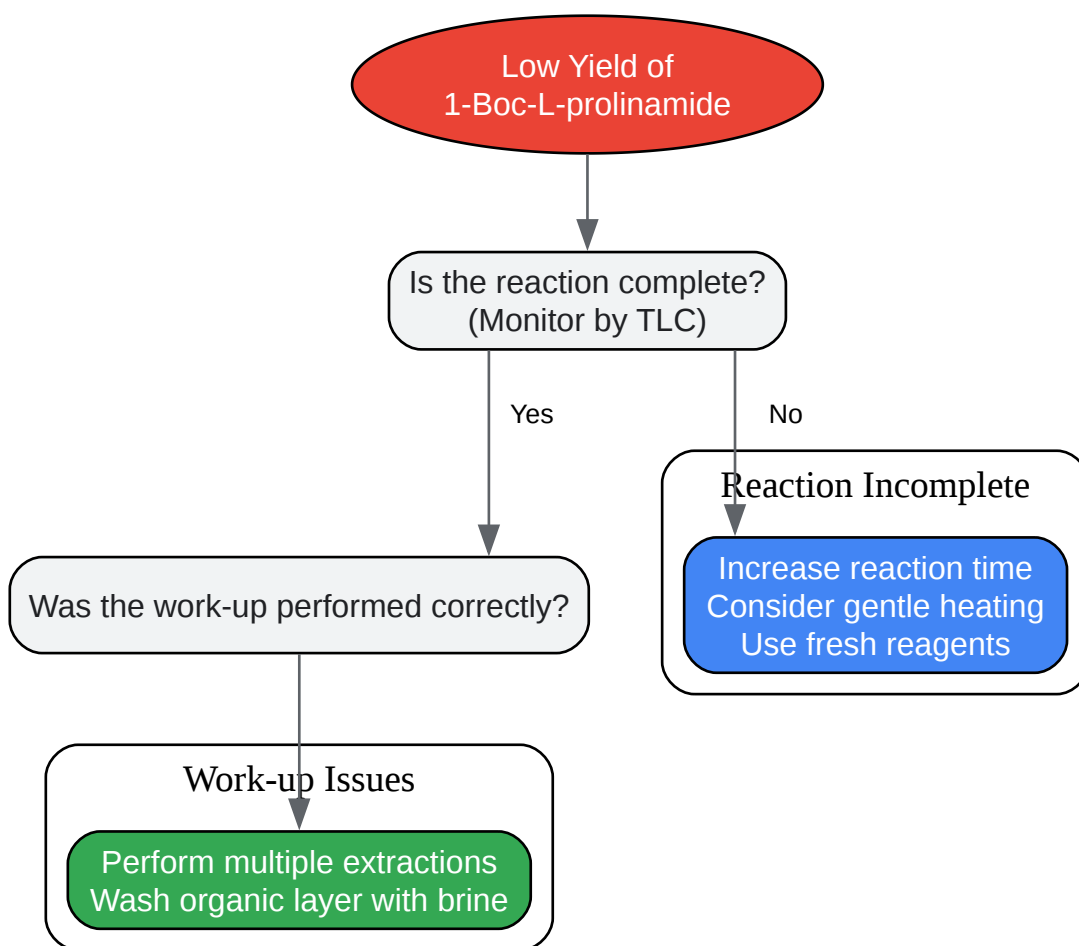 Low Yield of
1-Boc-L-prolinamide
Is the reaction complete?
(Monitor by TLC)
Yes
No
Reaction Incomplete
Increase reaction time
Consider gentle heating
Use fresh reagents
Was the work-up performed correctly?
Work-up Issues
Perform multiple extractions
Wash organic layer with brine